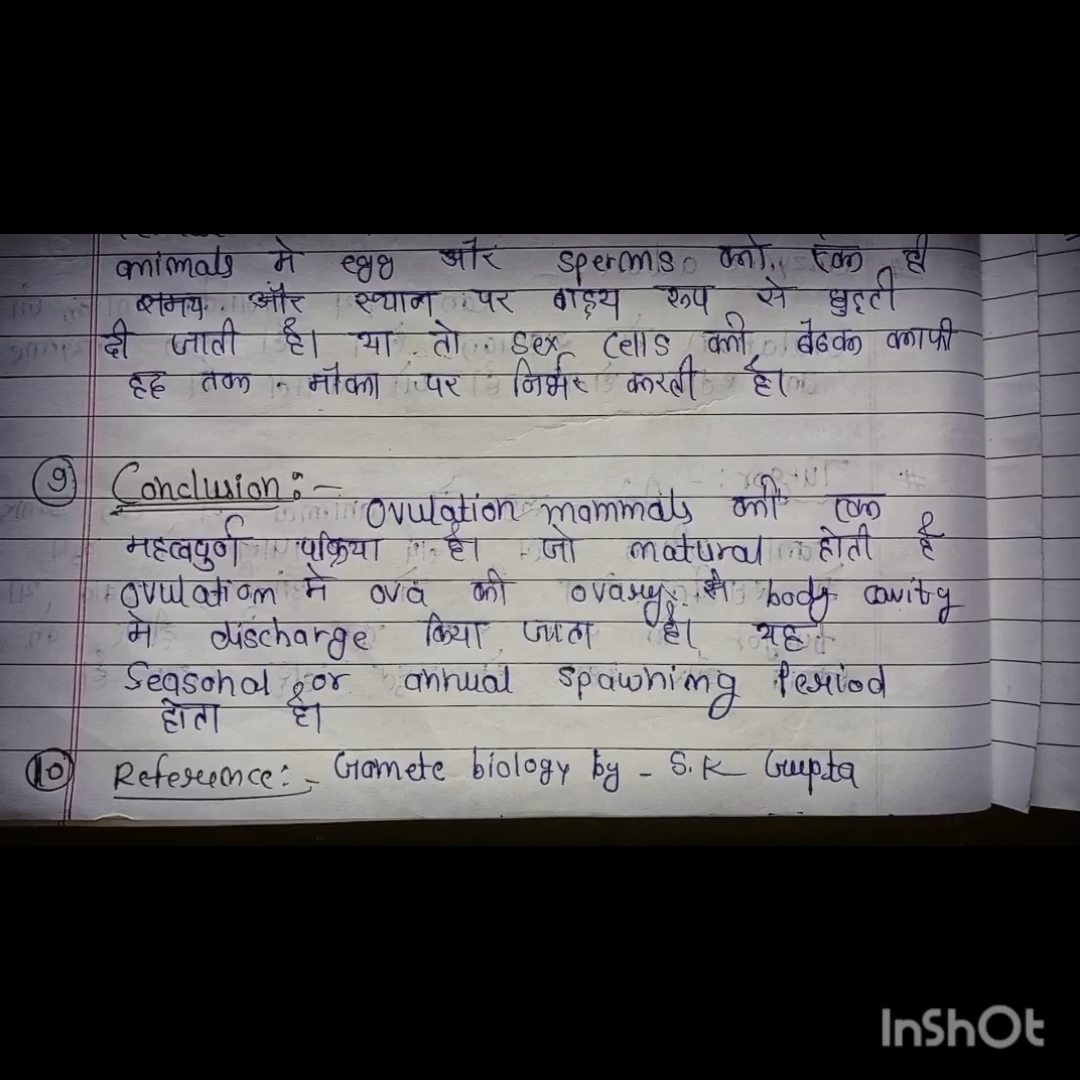 animals मे egg और sperms को एक ही
समय और स्थान पर बाह्य रूप से छुट्टी
दी जाती है। या तो sex cells की बैठक काफी
हद तक मौका पर निर्भर करती है।
9 Conclusion:-
Ovulation mammals की एक
महत्वपुर्ण पक्रिया है। जो natural होती है
ovulation मे ova की ovary से body cavity
मे discharge किया जाता है। यह
Seasonal or annual spawning Period
होता है।
10 Reference:- Gamete biology by - S.K Gupta
InShOt